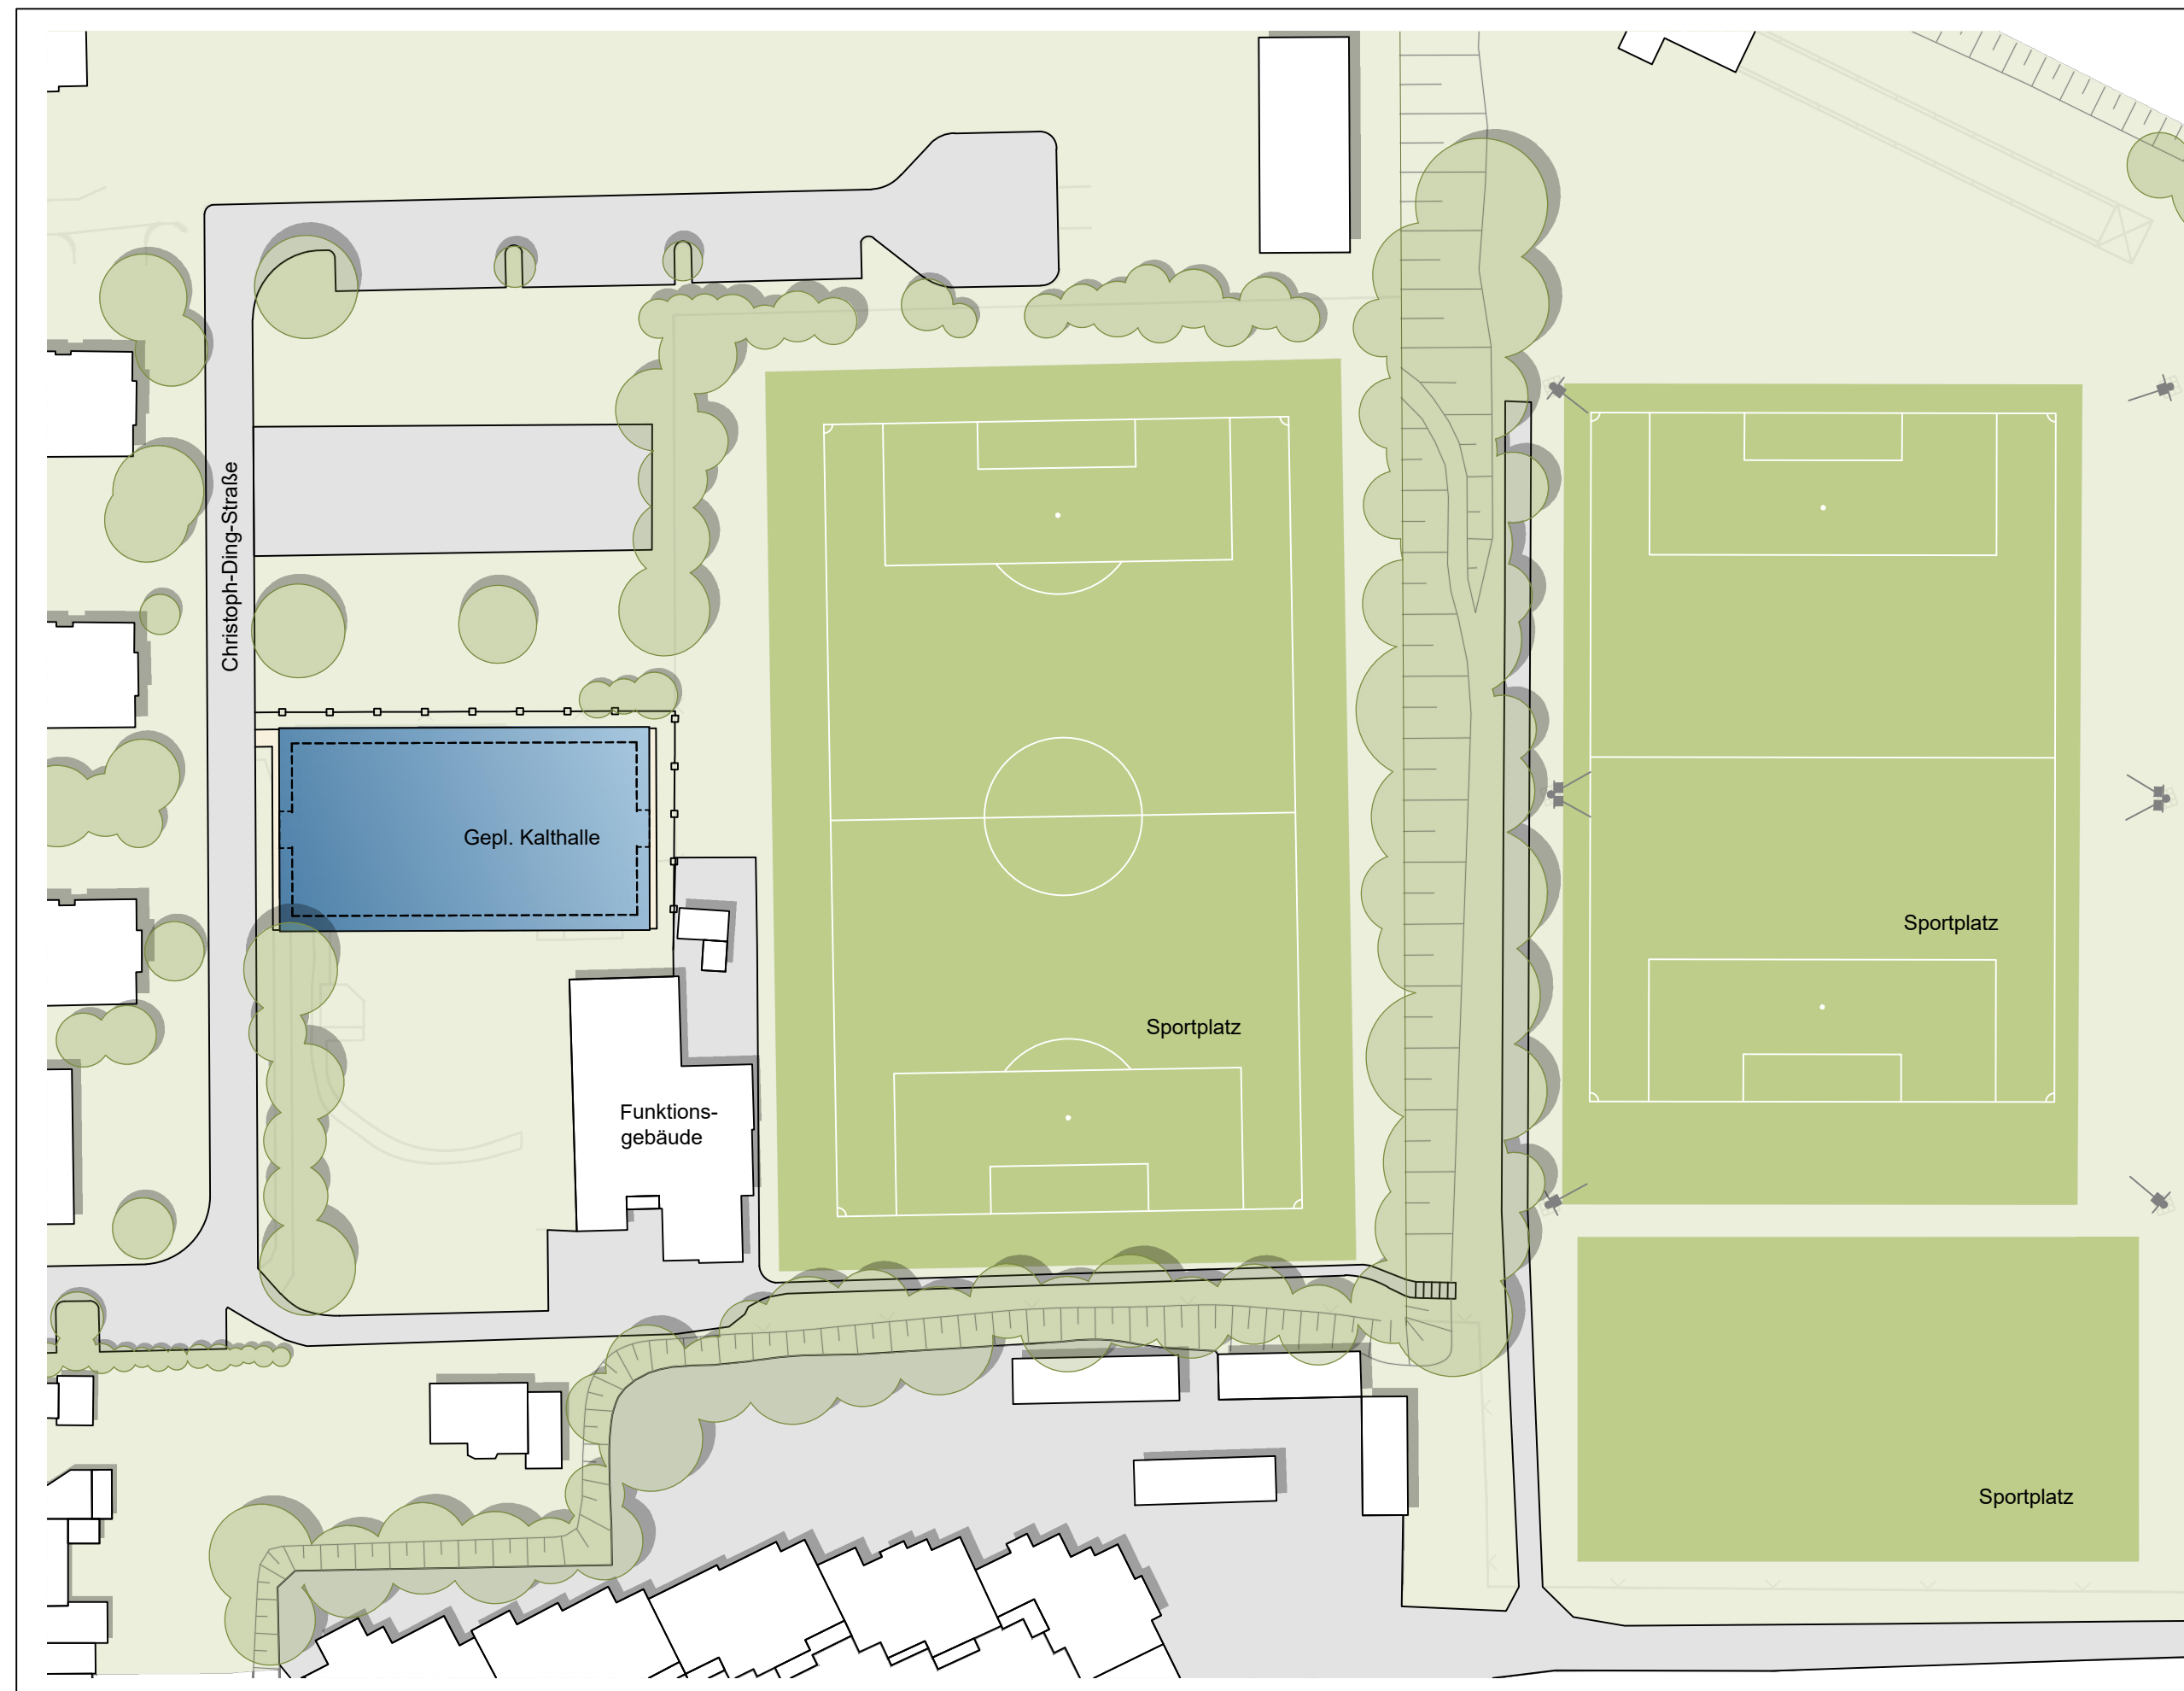 Christoph-Ding-Straße
Gepl. Kalthalle
Sportplatz
Sportplatz
Funktions-
gebäude
Sportplatz